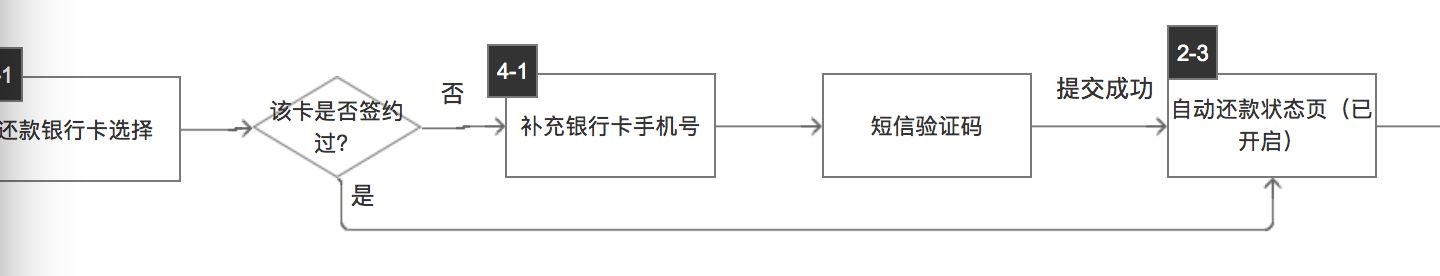 -1
还款银行卡选择
该卡是否签约
过?
否
是
4-1
补充银行卡手机号
短信验证码
提交成功
2-3
自动还款状态页（已
开启）